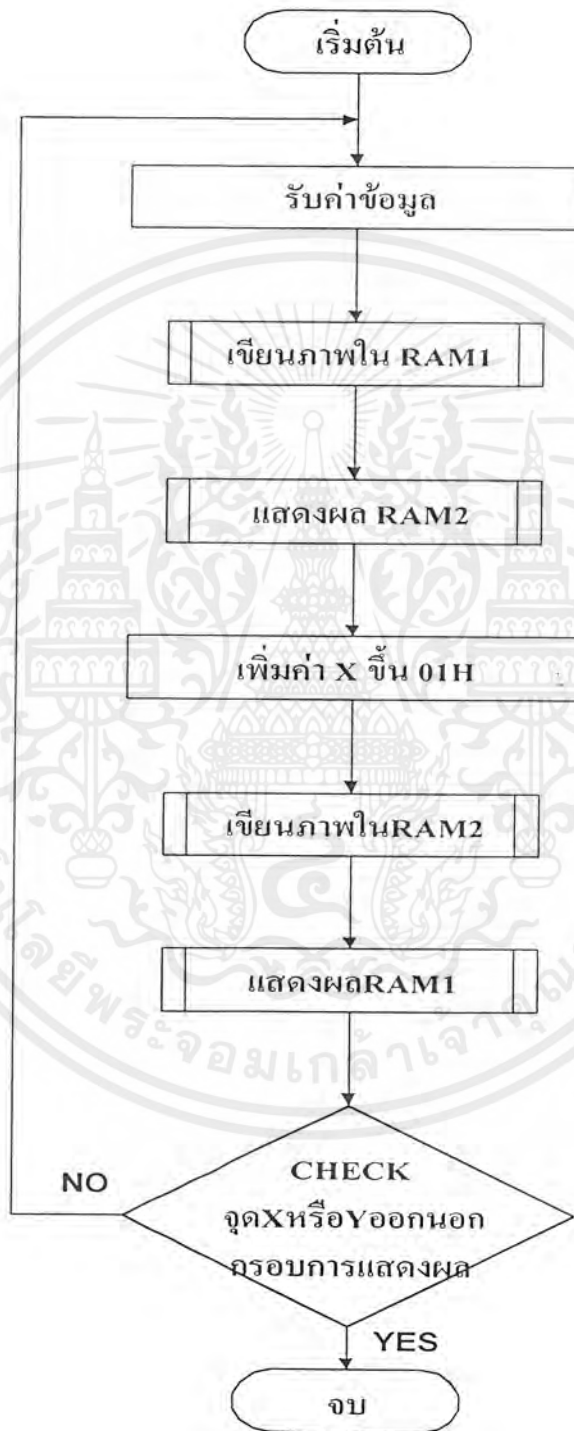 เริ่มต้น
รับค่าข้อมูล
เขียนภาพใน RAM1
แสดงผล RAM2
เพิ่มค่า X ขึ้น 01H
เขียนภาพในRAM2
แสดงผลRAM1
CHECK
จุดXหรือYออกนอก
กรอบการแสดงผล
NO
YES
จบ